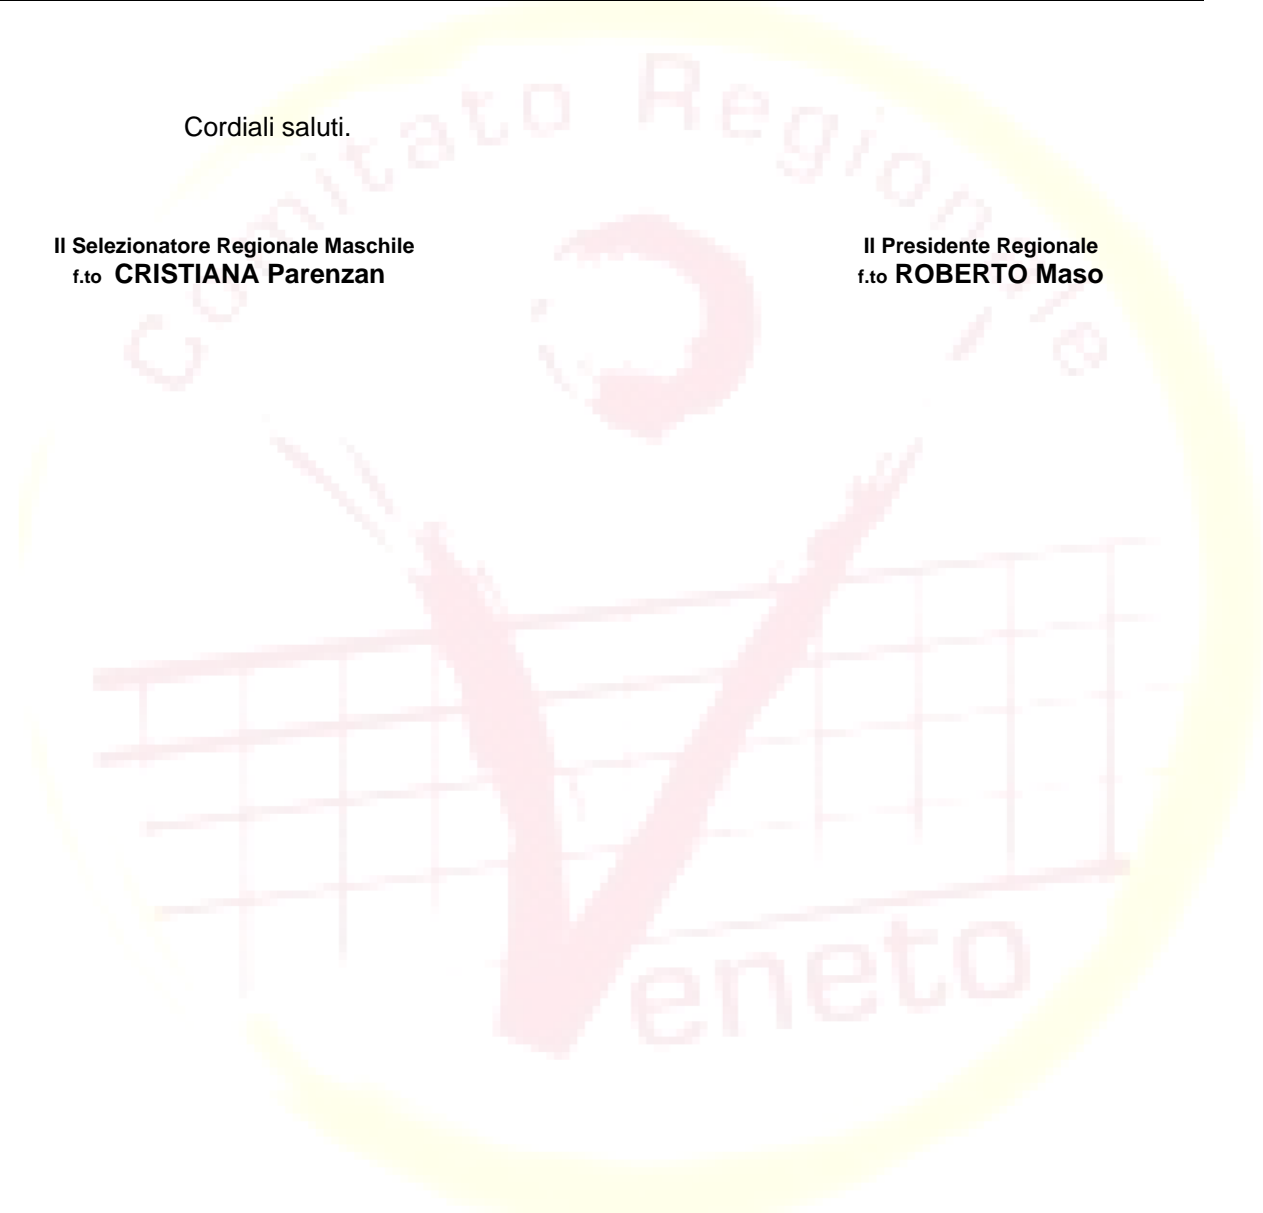 Cordiali saluti.
Il Selezionatore Regionale Maschile
f.to CRISTIANA Parenzan
Il Presidente Regionale
f.to ROBERTO Maso
Comitato Regionale
Veneto